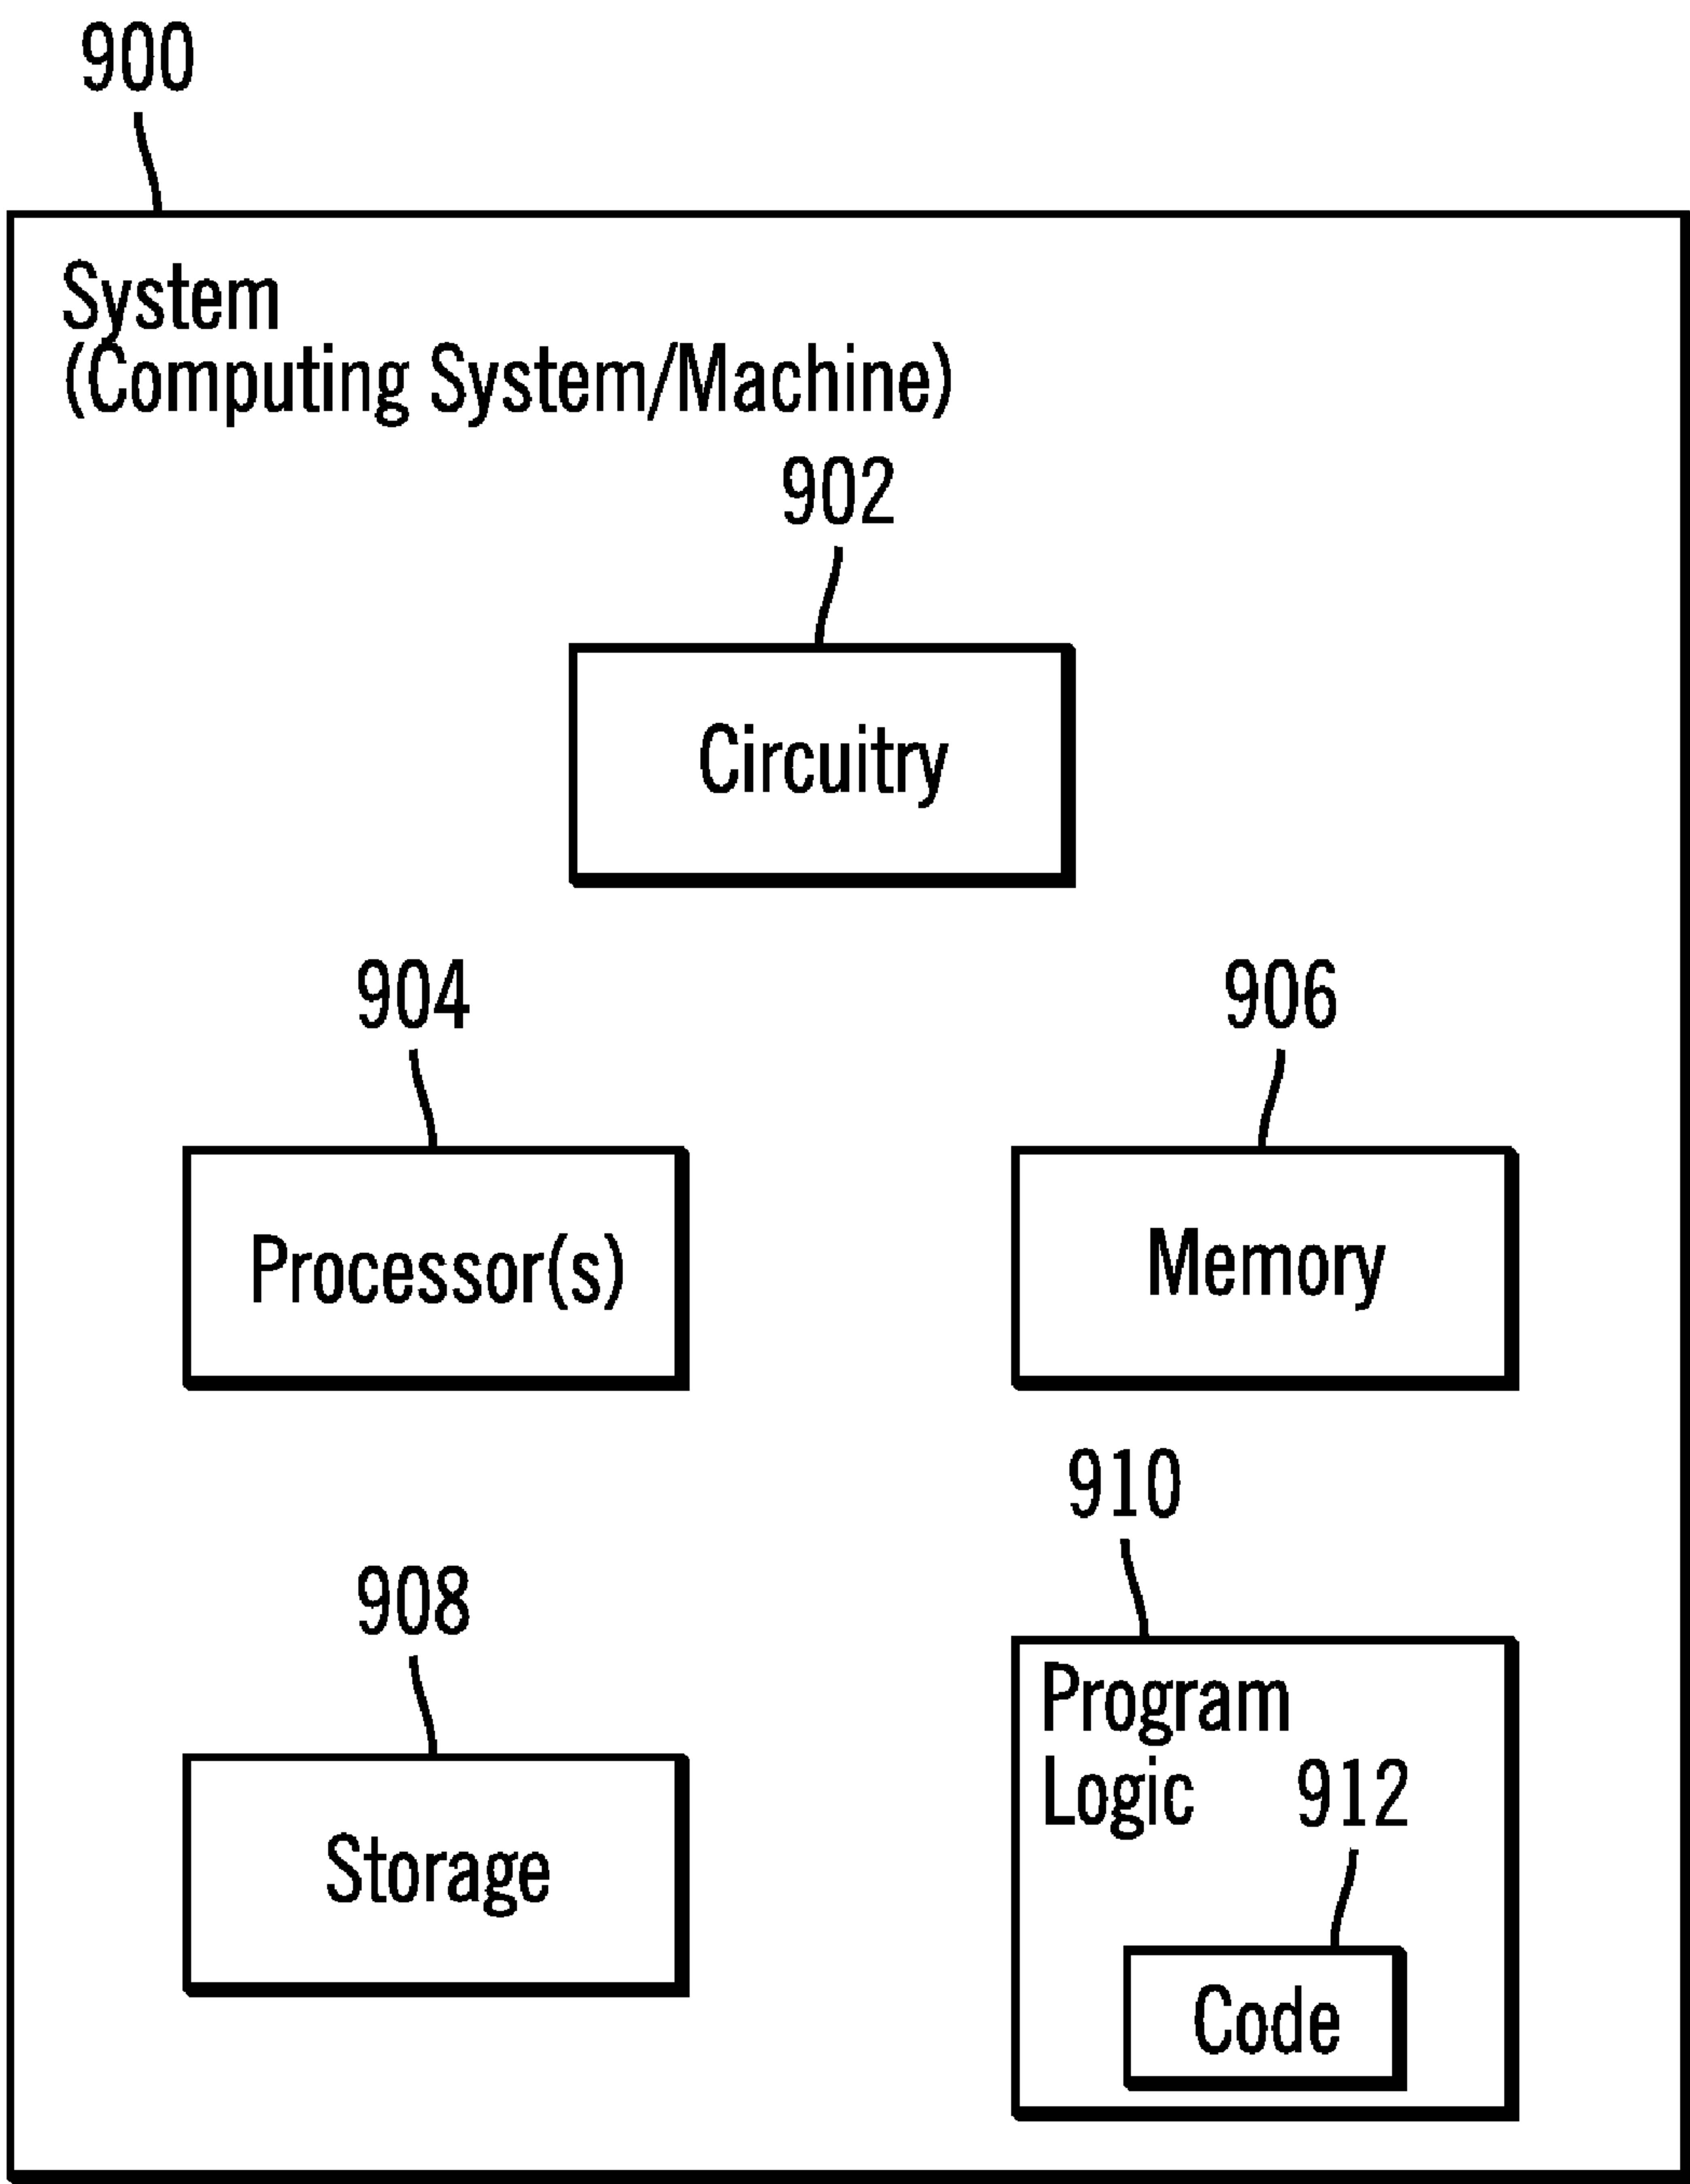 900
System
(Computing System/Machine)
902
Circuitry
904
906
Processor(s)
Memory
910
908
Program
Logic
912
Storage
Code